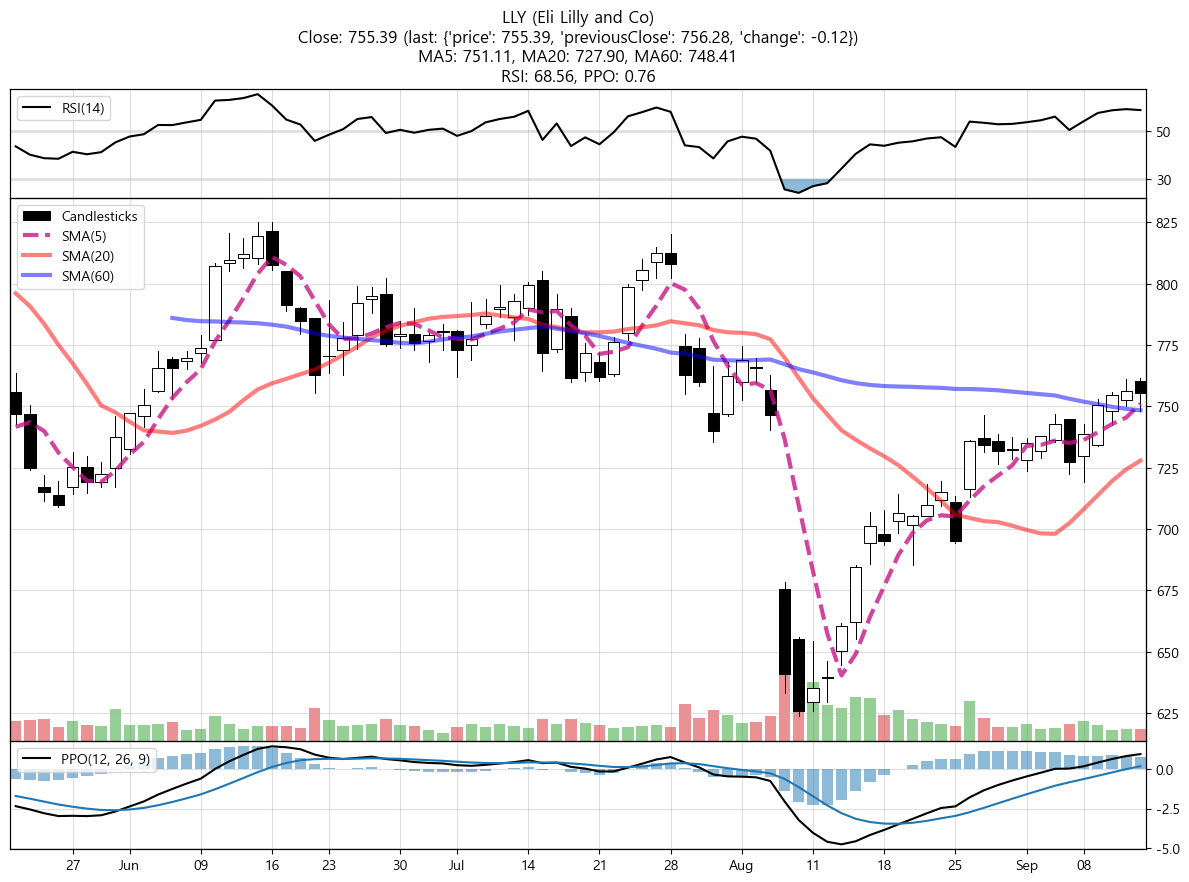 LLY (Eli Lilly and Co)
Close: 755.39 (last: {'price': 755.39, 'previousClose': 756.28, 'change': -0.12})
MA5: 751.11, MA20: 727.90, MA60: 748.41
RSI: 68.56, PPO: 0.76
RSI(14)
50
30
Candlesticks
SMA(5)
SMA(20)
SMA(60)
825
800
775
750
725
700
675
650
625
PPO(12, 26, 9)
0.0
-2.5
-5.0
27 Jun 09 16 23 30 Jul 14 21 28 Aug 11 18 25 Sep 08